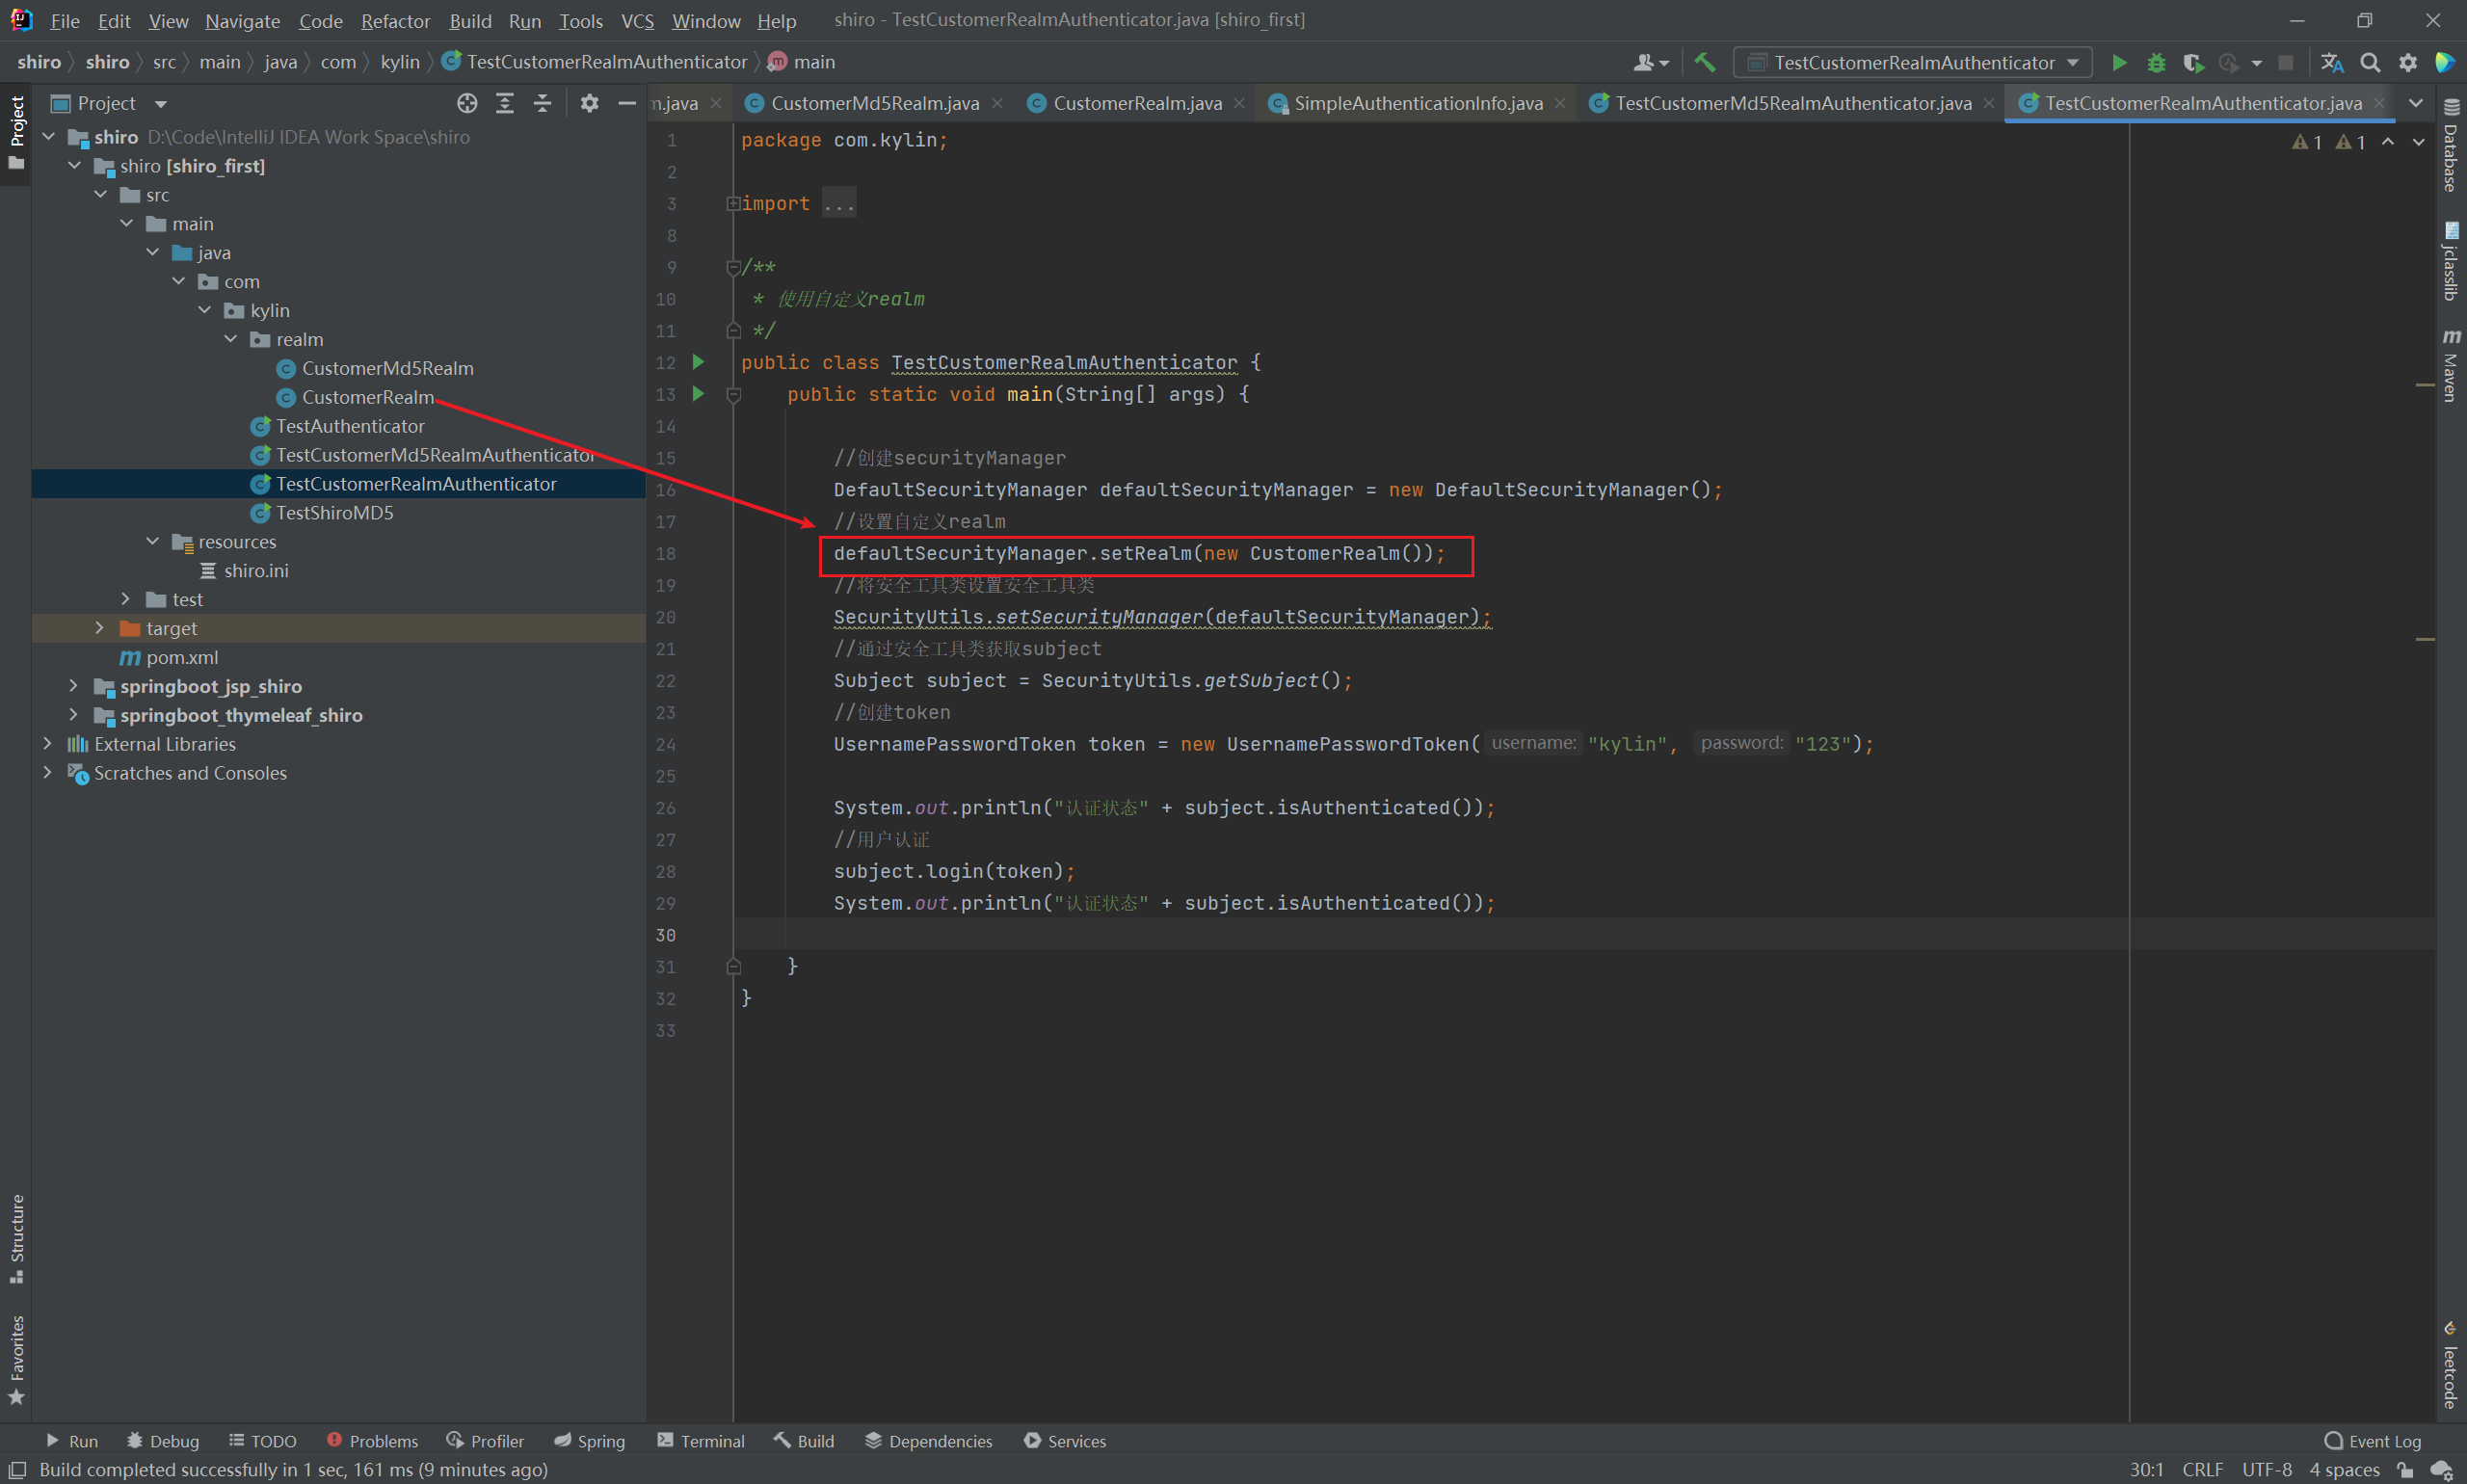 File Edit View Navigate Code Refactor Build Run Tools VCS Window Help shiro - TestCustomerRealmAuthenticator.java [shiro_first]
shiro shiro src main java com kylin TestCustomerRealmAuthenticator main TestCustomerRealmAuthenticator
Project m.java CustomerMd5Realm.java CustomerRealm.java SimpleAuthenticationInfo.java TestCustomerMd5RealmAuthenticator.java TestCustomerRealmAuthenticator.java
Project
shiro D:\Code\IntelliJ IDEA Work Space\shiro
shiro [shiro_first]
src
main
java
com
kylin
realm
CustomerMd5Realm
CustomerRealm
TestAuthenticator
TestCustomerMd5RealmAuthenticator
TestCustomerRealmAuthenticator
TestShiroMD5
resources
shiro.ini
test
target
pom.xml
springboot_jsp_shiro
springboot_thymeleaf_shiro
External Libraries
Scratches and Consoles
Structure
Favorites
1 package com.kylin;
2
3 import ...
8
9 /**
10 * 使用自定义realm
11 */
12 public class TestCustomerRealmAuthenticator {
13 public static void main(String[] args) {
14
15 //创建securityManager
16 DefaultSecurityManager defaultSecurityManager = new DefaultSecurityManager();
17 //设置自定义realm
18 defaultSecurityManager.setRealm(new CustomerRealm());
19 //将安全工具类设置安全工具类
20 SecurityUtils.setSecurityManager(defaultSecurityManager);
21 //通过安全工具类获取subject
22 Subject subject = SecurityUtils.getSubject();
23 //创建token
24 UsernamePasswordToken token = new UsernamePasswordToken( username: "kylin", password: "123");
25
26 System.out.println("认证状态" + subject.isAuthenticated());
27 //用户认证
28 subject.login(token);
29 System.out.println("认证状态" + subject.isAuthenticated());
30
31 }
32 }
33
1 1
Database
jclasslib
Maven
leetcode
Run Debug TODO Problems Profiler Spring Terminal Build Dependencies Services Event Log
Build completed successfully in 1 sec, 161 ms (9 minutes ago) 30:1 CRLF UTF-8 4 spaces